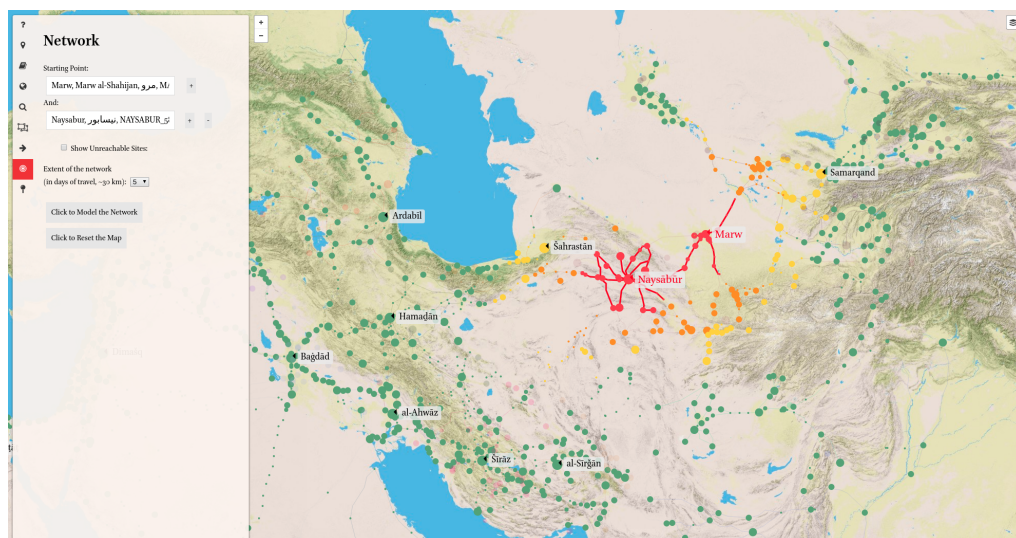 Network
Starting Point:
Marw, Marw al-Shahijan, مرو,
+
And:
Naysabur, نيسابور, NAYSABUR_
+
-
Show Unreachable Sites:
Extent of the network
(in days of travel, ~30 km): 5
Click to Model the Network
Click to Reset the Map
+
−
Samarqand
Ardabīl
Marw
Šahrastān
Naysābūr
Hamaḏān
Baġdād
al-Ahwāz
Šīrāz
al-Sīrǧān